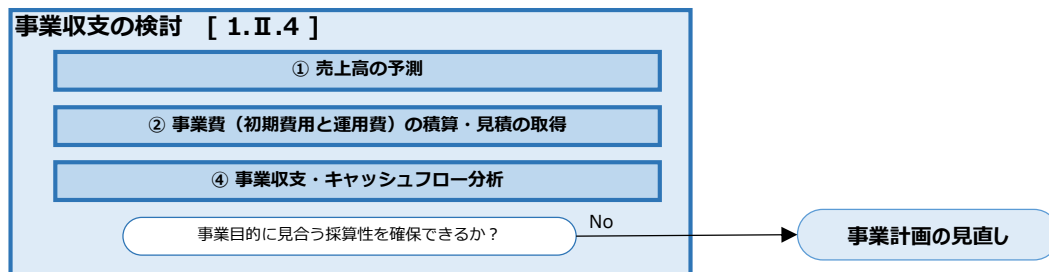 事業収支の検討　[ 1.Ⅱ.4 ]
① 売上高の予測
② 事業費（初期費用と運用費）の積算・見積の取得
④ 事業収支・キャッシュフロー分析
事業目的に見合う採算性を確保できるか？
No
事業計画の見直し